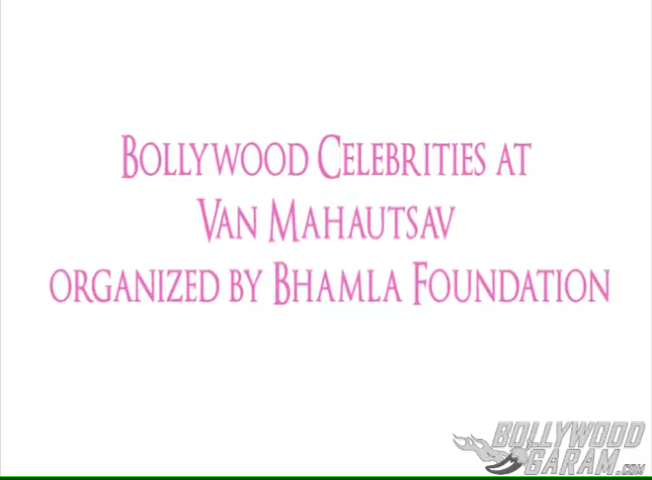 Bollywood Celebrities at
Van Mahautsav
organized by Bhamla Foundation
BOLLYWOOD
GARAM.COM